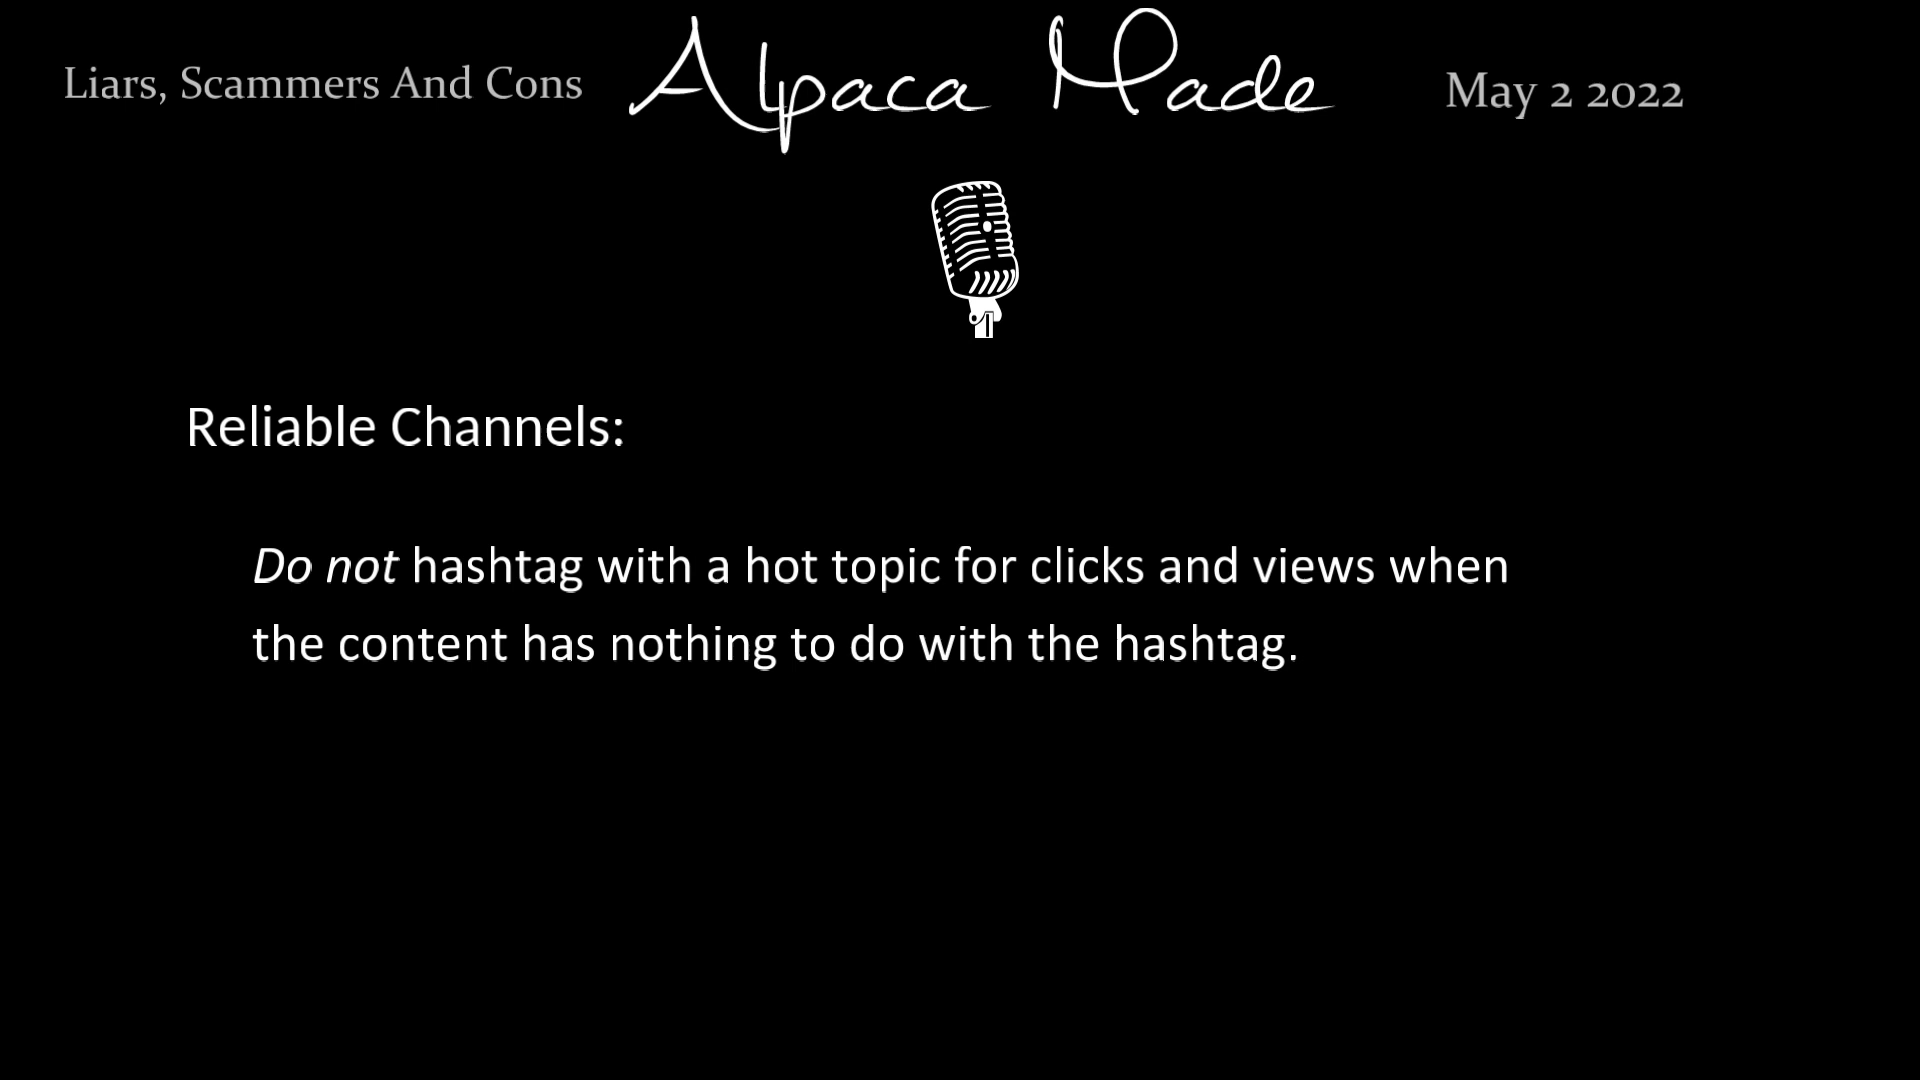 Liars, Scammers And Cons
Alpaca Made
May 2 2022
Reliable Channels:
Do not hashtag with a hot topic for clicks and views when
the content has nothing to do with the hashtag.